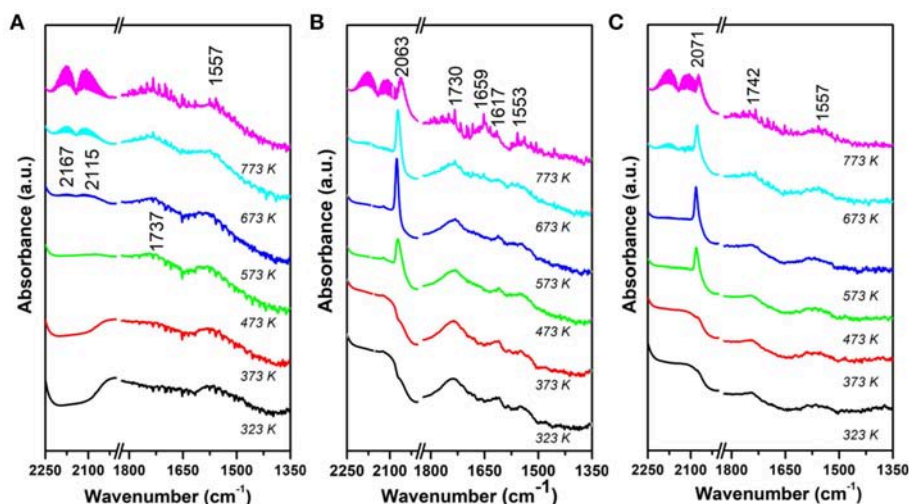 A
B
C
2167
2115
1737
1557
2063
1730
1659
1617
1553
2071
1742
1557
773 K
673 K
573 K
473 K
373 K
323 K
773 K
673 K
573 K
473 K
373 K
323 K
773 K
673 K
573 K
473 K
373 K
323 K
Absorbance (a.u.)
Absorbance (a.u.)
Absorbance (a.u.)
2250 2100 1800 1650 1500 1350
2250 2100 1800 1650 1500 1350
2250 2100 1800 1650 1500 1350
Wavenumber (cm-1)
Wavenumber (cm-1)
Wavenumber (cm-1)